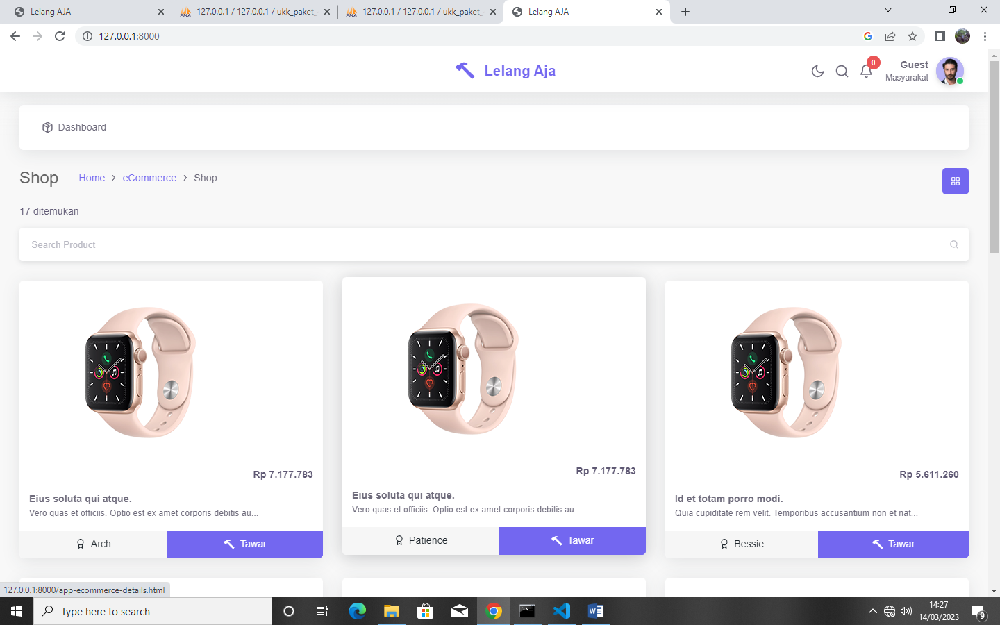 Lelang AJA
127.0.0.1 / 127.0.0.1 / ukk_paket_
127.0.0.1 / 127.0.0.1 / ukk_paket_
Lelang AJA
127.0.0.1:8000
Lelang Aja
0
Guest
Masyarakat
Dashboard
Shop
Home > eCommerce > Shop
17 ditemukan
Search Product
Rp 7.177.783
Eius soluta qui atque.
Vero quas et officiis. Optio est ex amet corporis debitis au...
Arch
Tawar
Rp 7.177.783
Eius soluta qui atque.
Vero quas et officiis. Optio est ex amet corporis debitis au...
Patience
Tawar
Rp 5.611.260
Id et totam porro modi.
Quia cupiditate rem velit. Temporibus accusantium non et nat...
Bessie
Tawar
127.0.0.1:8000/app-ecommerce-details.html
Type here to search
14:27
14/03/2023
9